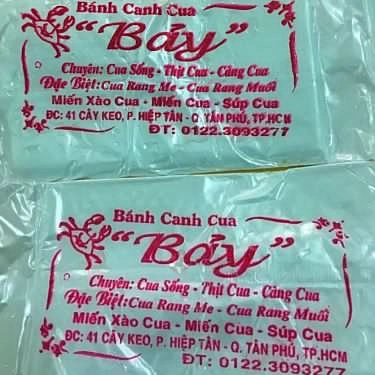 Bánh Canh Cua
"Bảy"
Chuyên: Cua Sống - Thịt Cua - Càng Cua
Đặc Biệt: Cua Rang Me - Cua Rang Muối
Miến Xào Cua - Miến Cua - Súp Cua
ĐC: 41 CÂY KEO, P. HIỆP TÂN - Q. TÂN PHÚ, TP.HCM
ĐT: 0122.3093277
Bánh Canh Cua
"Bảy"
Chuyên: Cua Sống - Thịt Cua - Càng Cua
Đặc Biệt: Cua Rang Me - Cua Rang Muối
Miến Xào Cua - Miến Cua - Súp Cua
ĐC: 41 CÂY KEO, P. HIỆP TÂN - Q. TÂN PHÚ, TP.HCM
ĐT: 0122.3093277